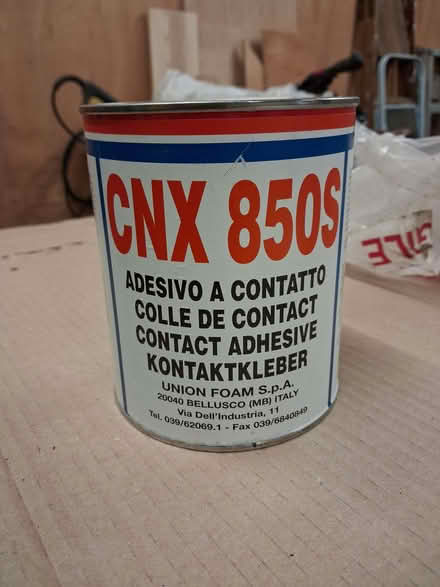 CNX 850S
ADESIVO A CONTATTO
COLLE DE CONTACT
CONTACT ADHESIVE
KONTAKTKLEBER
UNION FOAM S.p.A.
20040 BELLUSCO (MB) ITALY
Via Dell'Industria, 11
Tel. 039/62069.1 - Fax 039/6840849